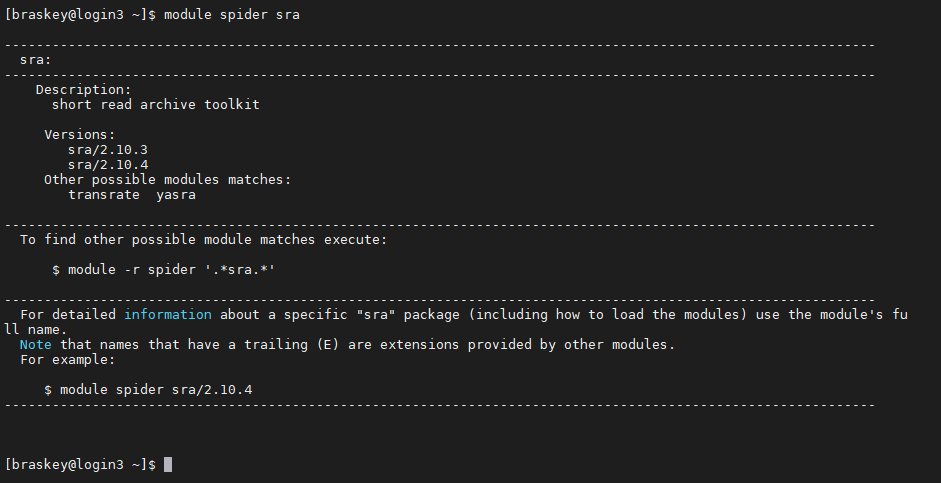 [braskey@login3 ~]$ module spider sra
-------------------------------------------------------------------------------------------------------------
sra:
-------------------------------------------------------------------------------------------------------------
Description:
short read archive toolkit
Versions:
sra/2.10.3
sra/2.10.4
Other possible modules matches:
transrate  yasra
-------------------------------------------------------------------------------------------------------------
To find other possible module matches execute:
$ module -r spider '.*sra.*'
-------------------------------------------------------------------------------------------------------------
For detailed information about a specific "sra" package (including how to load the modules) use the module's fu
ll name.
Note that names that have a trailing (E) are extensions provided by other modules.
For example:
$ module spider sra/2.10.4
-------------------------------------------------------------------------------------------------------------
[braskey@login3 ~]$